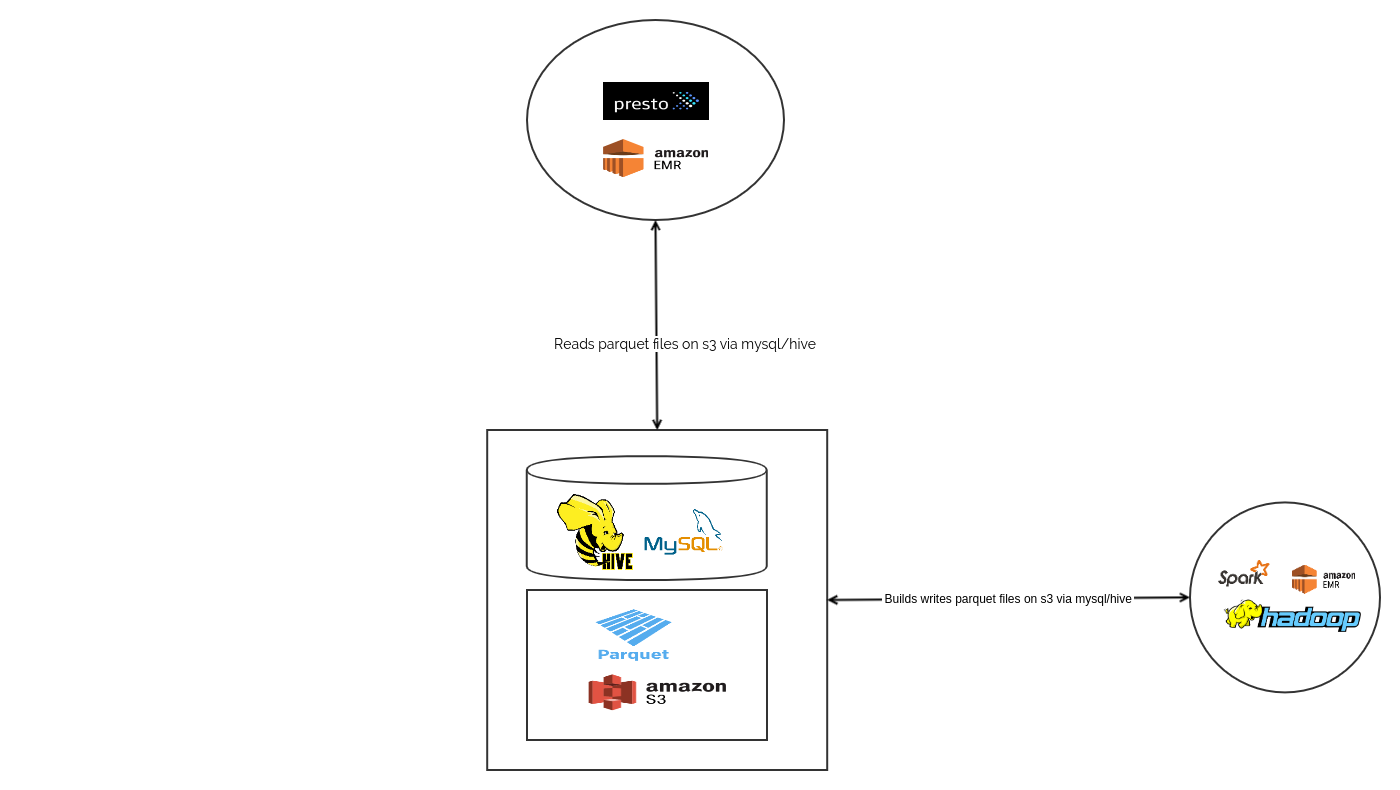 presto
amazon
EMR
Reads parquet files on s3 via mysql/hive
HIVE
MySQL
Parquet
amazon
S3
Builds writes parquet files on s3 via mysql/hive
Spark
amazon
EMR
hadoop